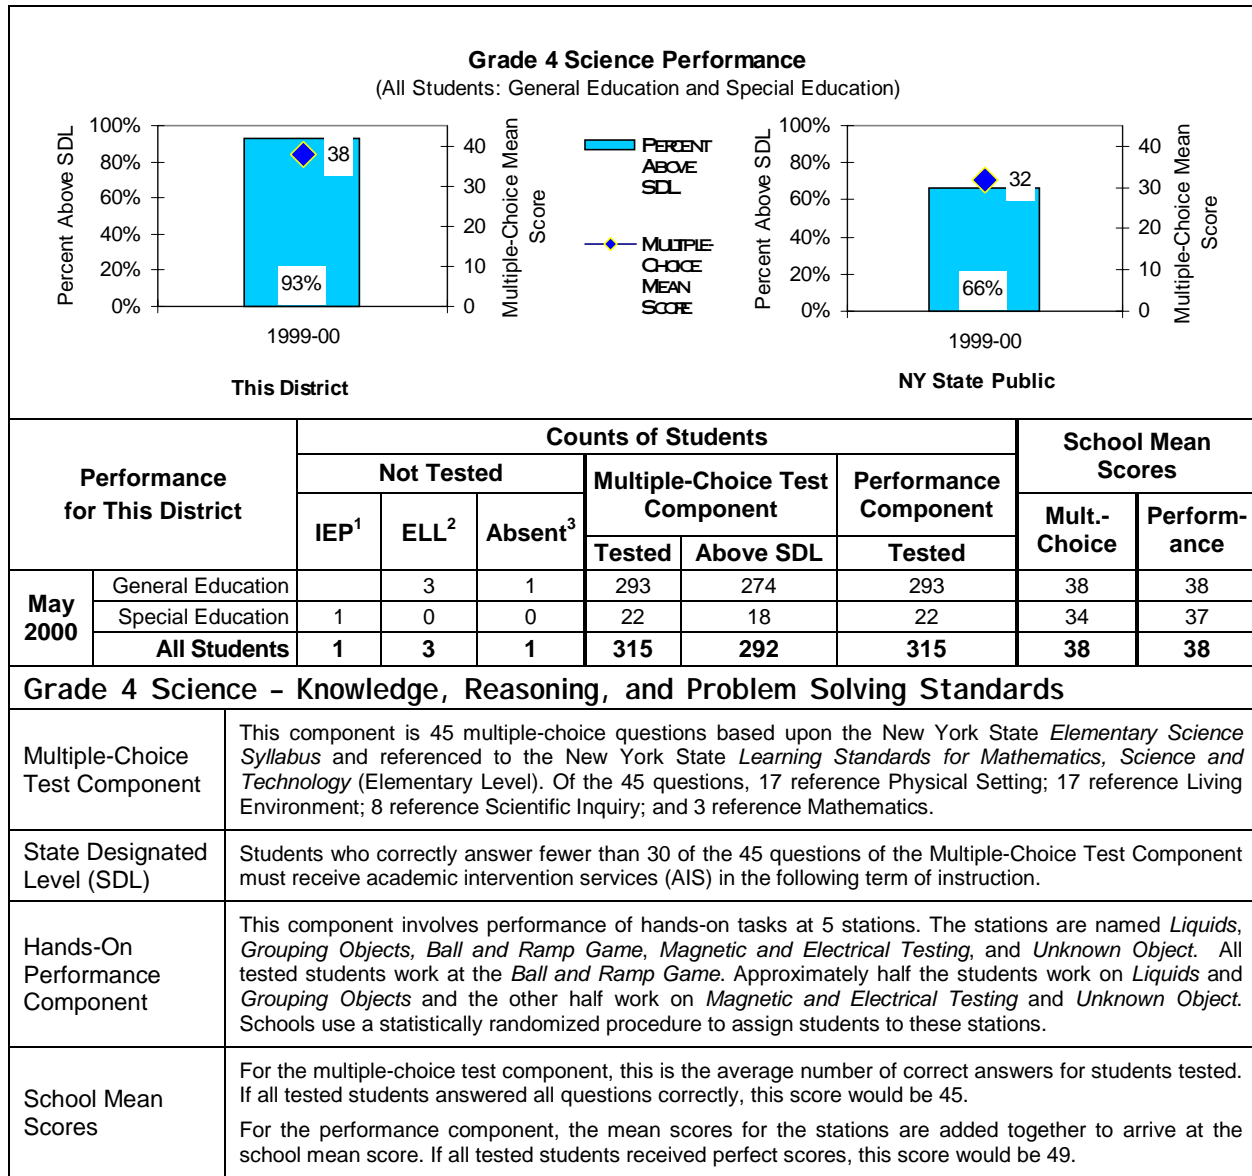 Grade 4 Science Performance
(All Students: General Education and Special Education)
Percent Above SDL
100%
80%
60%
40%
20%
0%
38
93%
40
30
20
10
0
Multiple-Choice Mean
Score
1999-00
This District
PERCENT
ABOVE
SDL
MULTIPLE-
CHOICE
MEAN
SCORE
Percent Above SDL
100%
80%
60%
40%
20%
0%
32
66%
40
30
20
10
0
Multiple-Choice Mean
Score
1999-00
NY State Public
Performance
for This District
Counts of Students
School Mean
Scores
Not Tested
Multiple-Choice Test
Component
Performance
Component
IEP1 ELL2 Absent3
Tested Above SDL Tested
Mult.-
Choice
Perform-
ance
May
2000
General Education 3 1 293 274 293 38 38
Special Education 1 0 0 22 18 22 34 37
All Students 1 3 1 315 292 315 38 38
Grade 4 Science – Knowledge, Reasoning, and Problem Solving Standards
Multiple-Choice
Test Component
This component is 45 multiple-choice questions based upon the New York State Elementary Science
Syllabus and referenced to the New York State Learning Standards for Mathematics, Science and
Technology (Elementary Level). Of the 45 questions, 17 reference Physical Setting; 17 reference Living
Environment; 8 reference Scientific Inquiry; and 3 reference Mathematics.
State Designated
Level (SDL)
Students who correctly answer fewer than 30 of the 45 questions of the Multiple-Choice Test Component
must receive academic intervention services (AIS) in the following term of instruction.
Hands-On
Performance
Component
This component involves performance of hands-on tasks at 5 stations. The stations are named Liquids,
Grouping Objects, Ball and Ramp Game, Magnetic and Electrical Testing, and Unknown Object. All
tested students work at the Ball and Ramp Game. Approximately half the students work on Liquids and
Grouping Objects and the other half work on Magnetic and Electrical Testing and Unknown Object.
Schools use a statistically randomized procedure to assign students to these stations.
School Mean
Scores
For the multiple-choice test component, this is the average number of correct answers for students tested.
If all tested students answered all questions correctly, this score would be 45.
For the performance component, the mean scores for the stations are added together to arrive at the
school mean score. If all tested students received perfect scores, this score would be 49.